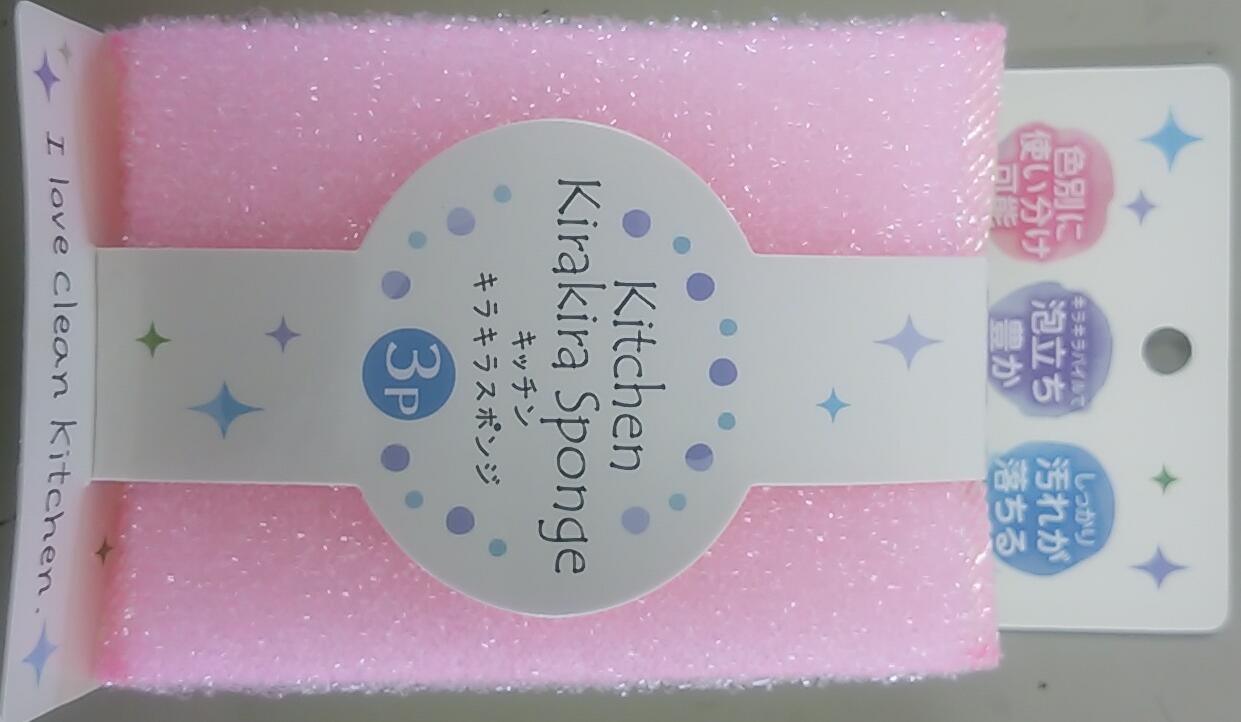 色別に
使い分け
可能
キラキラパイルで
泡立ち
豊か
しっかり
汚れが
落ちる
Kitchen
Kirakira Sponge
キッチン
キラキラスポンジ
3P
I love clean kitchen.